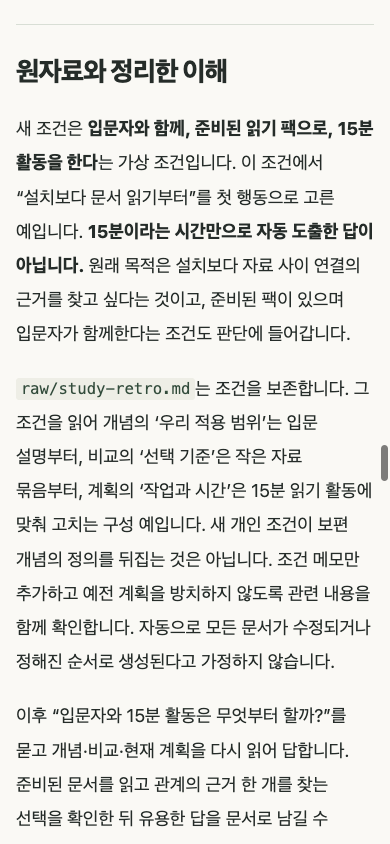 원자료와 정리한 이해
새 조건은 입문자와 함께, 준비된 읽기 팩으로, 15분
활동을 한다는 가상 조건입니다. 이 조건에서
“설치보다 문서 읽기부터”를 첫 행동으로 고른
예입니다. 15분이라는 시간만으로 자동 도출한 답이
아닙니다. 원래 목적은 설치보다 자료 사이 연결의
근거를 찾고 싶다는 것이고, 준비된 팩이 있으며
입문자가 함께한다는 조건도 판단에 들어갑니다.
raw/study-retro.md 는 조건을 보존합니다. 그
조건을 읽어 개념의 ‘우리 적용 범위’는 입문
설명부터, 비교의 ‘선택 기준’은 작은 자료
묶음부터, 계획의 ‘작업과 시간’은 15분 읽기 활동에
맞춰 고치는 구성 예입니다. 새 개인 조건이 보편
개념의 정의를 뒤집는 것은 아닙니다. 조건 메모만
추가하고 예전 계획을 방치하지 않도록 관련 내용을
함께 확인합니다. 자동으로 모든 문서가 수정되거나
정해진 순서로 생성된다고 가정하지 않습니다.
이후 “입문자와 15분 활동은 무엇부터 할까?”를
묻고 개념·비교·현재 계획을 다시 읽어 답합니다.
준비된 문서를 읽고 관계의 근거 한 개를 찾는
선택을 확인한 뒤 유용한 답을 문서로 남길 수